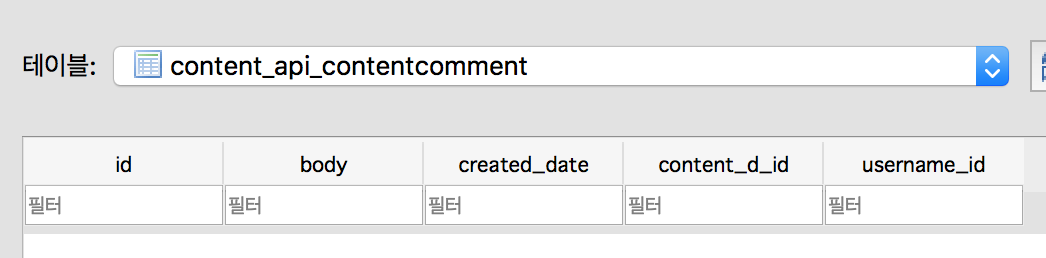 테이블: content_api_contentcomment
id body created_date content_d_id username_id
필터 필터 필터 필터 필터